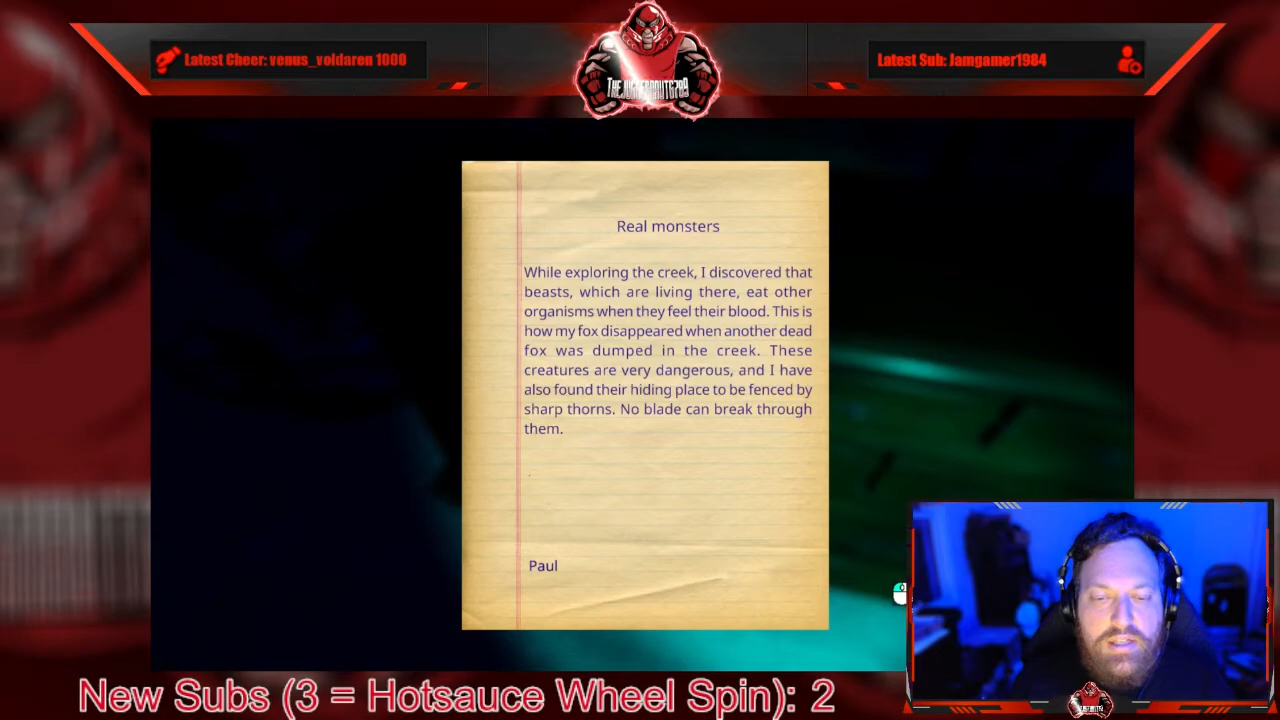 Latest Cheer: venus_voldaren 1000
THEJUGGERNAUT6789
Latest Sub: Jamgamer1984
Real monsters
While exploring the creek, I discovered that
beasts, which are living there, eat other
organisms when they feel their blood. This is
how my fox disappeared when another dead
fox was dumped in the creek. These
creatures are very dangerous, and I have
also found their hiding place to be fenced by
sharp thorns. No blade can break through
them.
Paul
New Subs (3 = Hotsauce Wheel Spin): 2